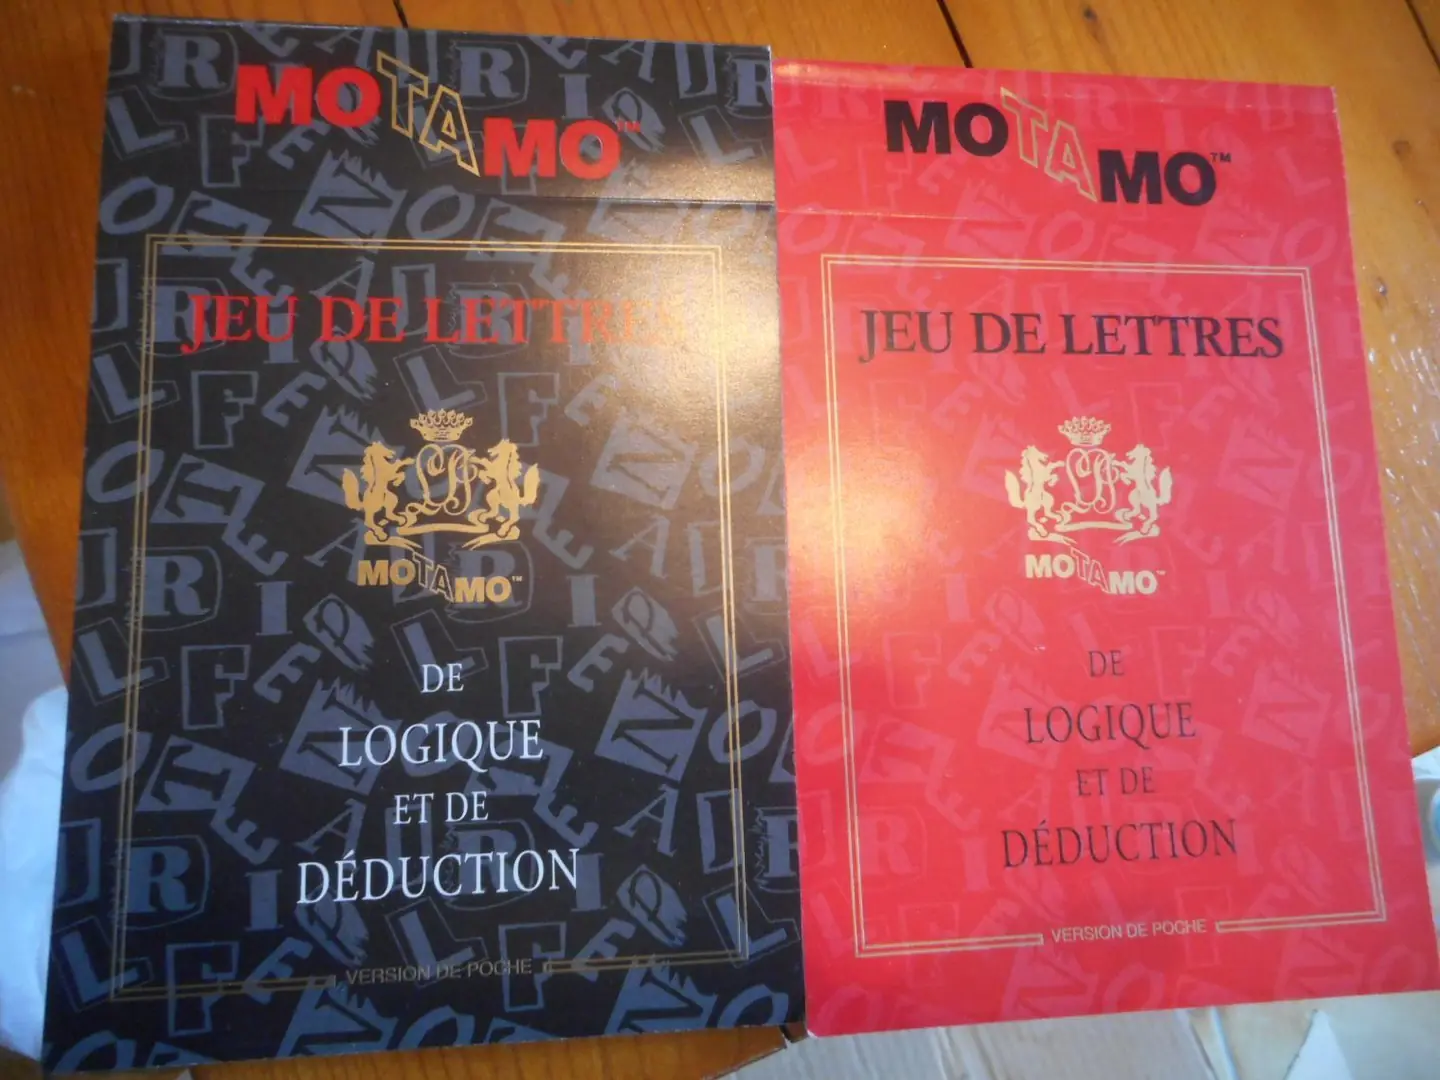 MOTAMO™
JEU DE LETTRES
MOTAMO™
DE
LOGIQUE
ET DE
DÉDUCTION
VERSION DE POCHE
MOTAMO™
JEU DE LETTRES
MOTAMO™
DE
LOGIQUE
ET DE
DÉDUCTION
VERSION DE POCHE